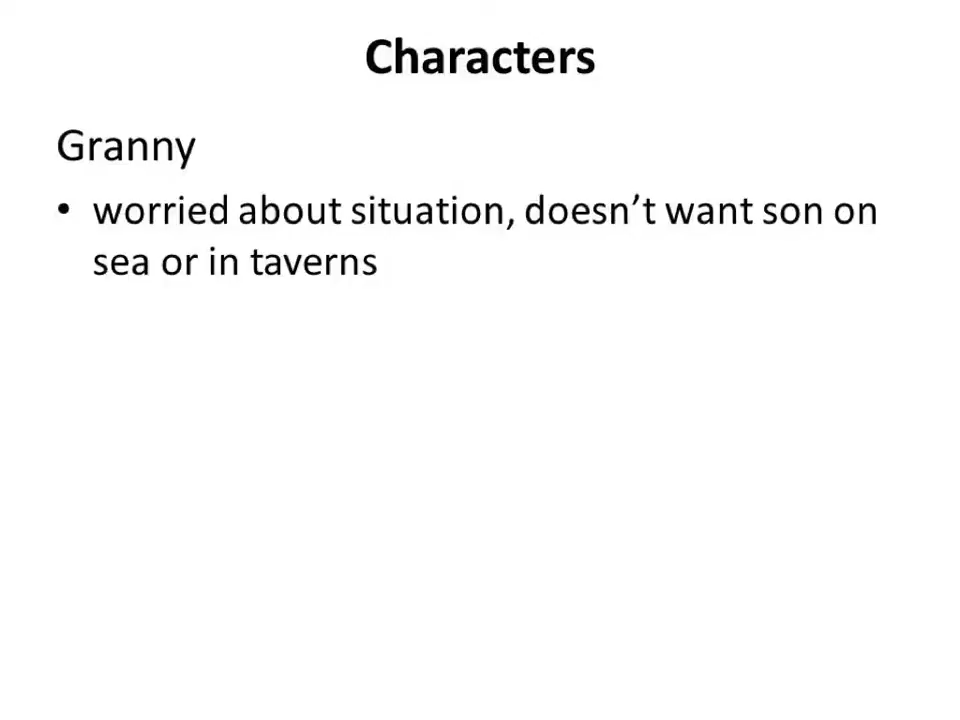 Characters
Granny
• worried about situation, doesn’t want son on
sea or in taverns